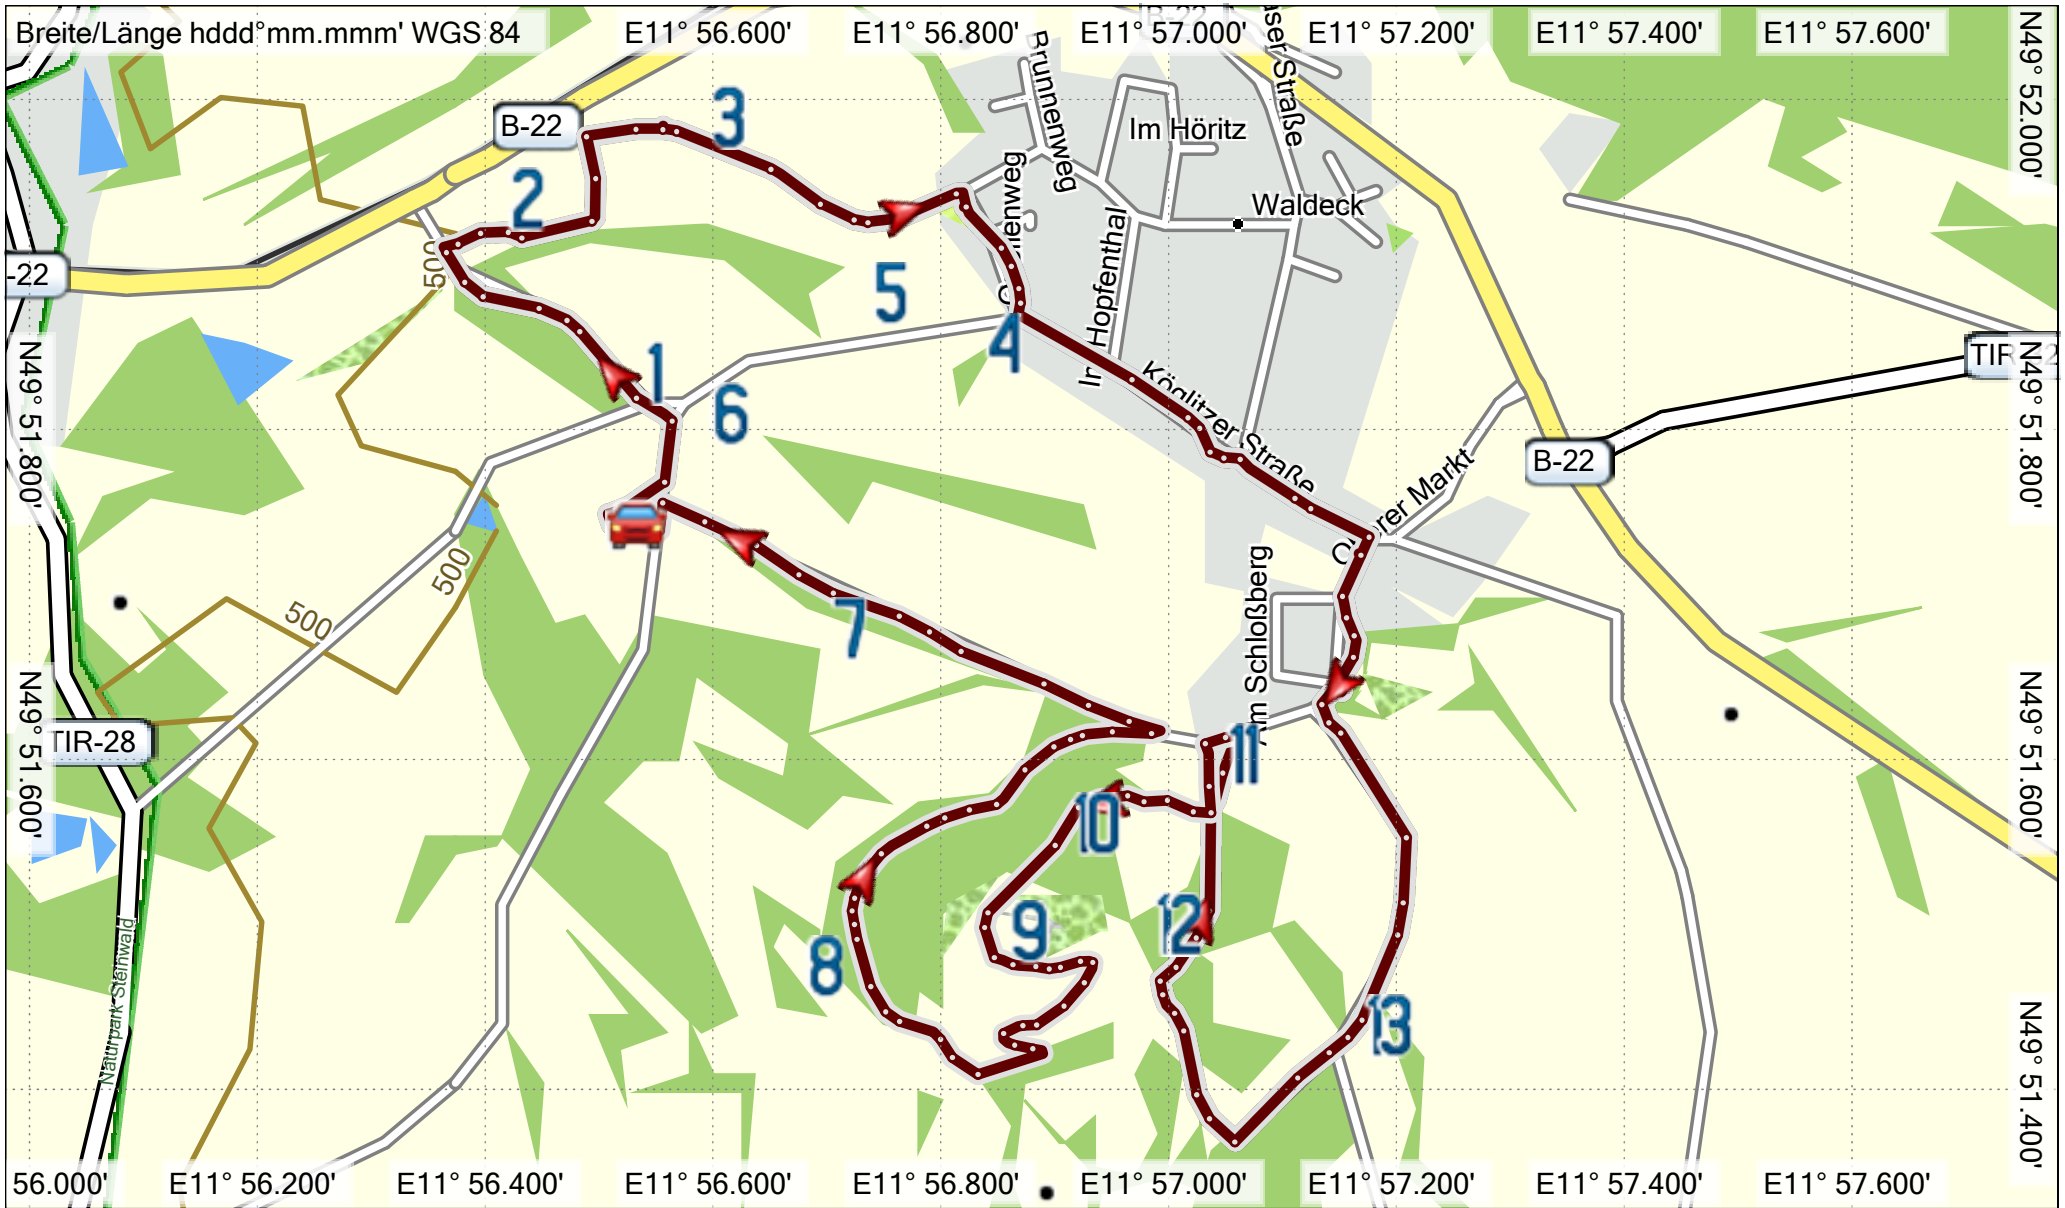 Breite/Länge hddd°mm.mmm' WGS 84
E11° 56.600'
E11° 56.800'
E11° 57.000'
E11° 57.200'
E11° 57.400'
E11° 57.600'
N49° 52.000'
B-22
B-22
3
Brunnenweg
Im Höritz
Straße
2
Waldeck
500
-22
5
Hopfenthal
4
TIR-
N49° 51.800'
N49° 51.800'
1
6
Köglitzer Straße
B-22
Markt
500
500
Am Schloßberg
7
N49° 51.600'
N49° 51.600'
TIR-28
11
10
9
12
8
Naturpark Steinwald
13
N49° 51.400'
56.000'
E11° 56.200'
E11° 56.400'
E11° 56.600'
E11° 56.800'
E11° 57.000'
E11° 57.200'
E11° 57.400'
E11° 57.600'